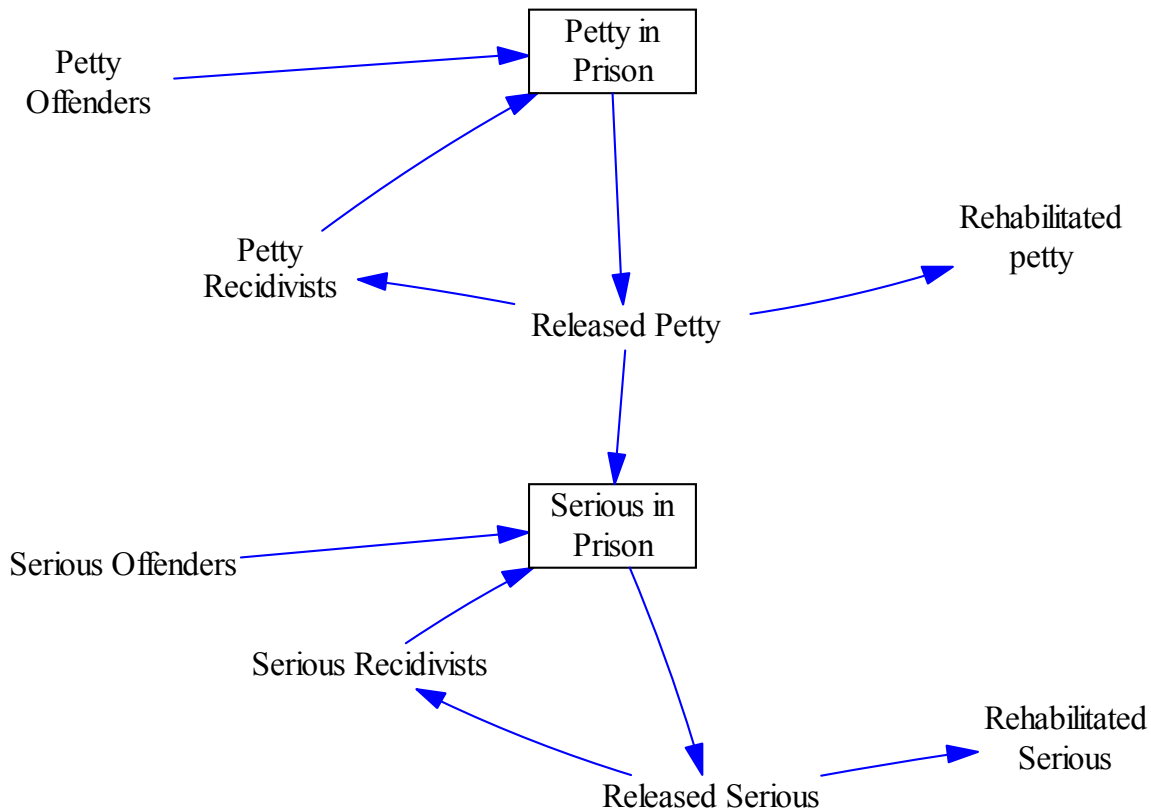 Petty in
Prison
Petty
Offenders
Rehabilitated
petty
Petty
Recidivists
Released Petty
Serious in
Prison
Serious Offenders
Serious Recidivists
Rehabilitated
Serious
Released Serious